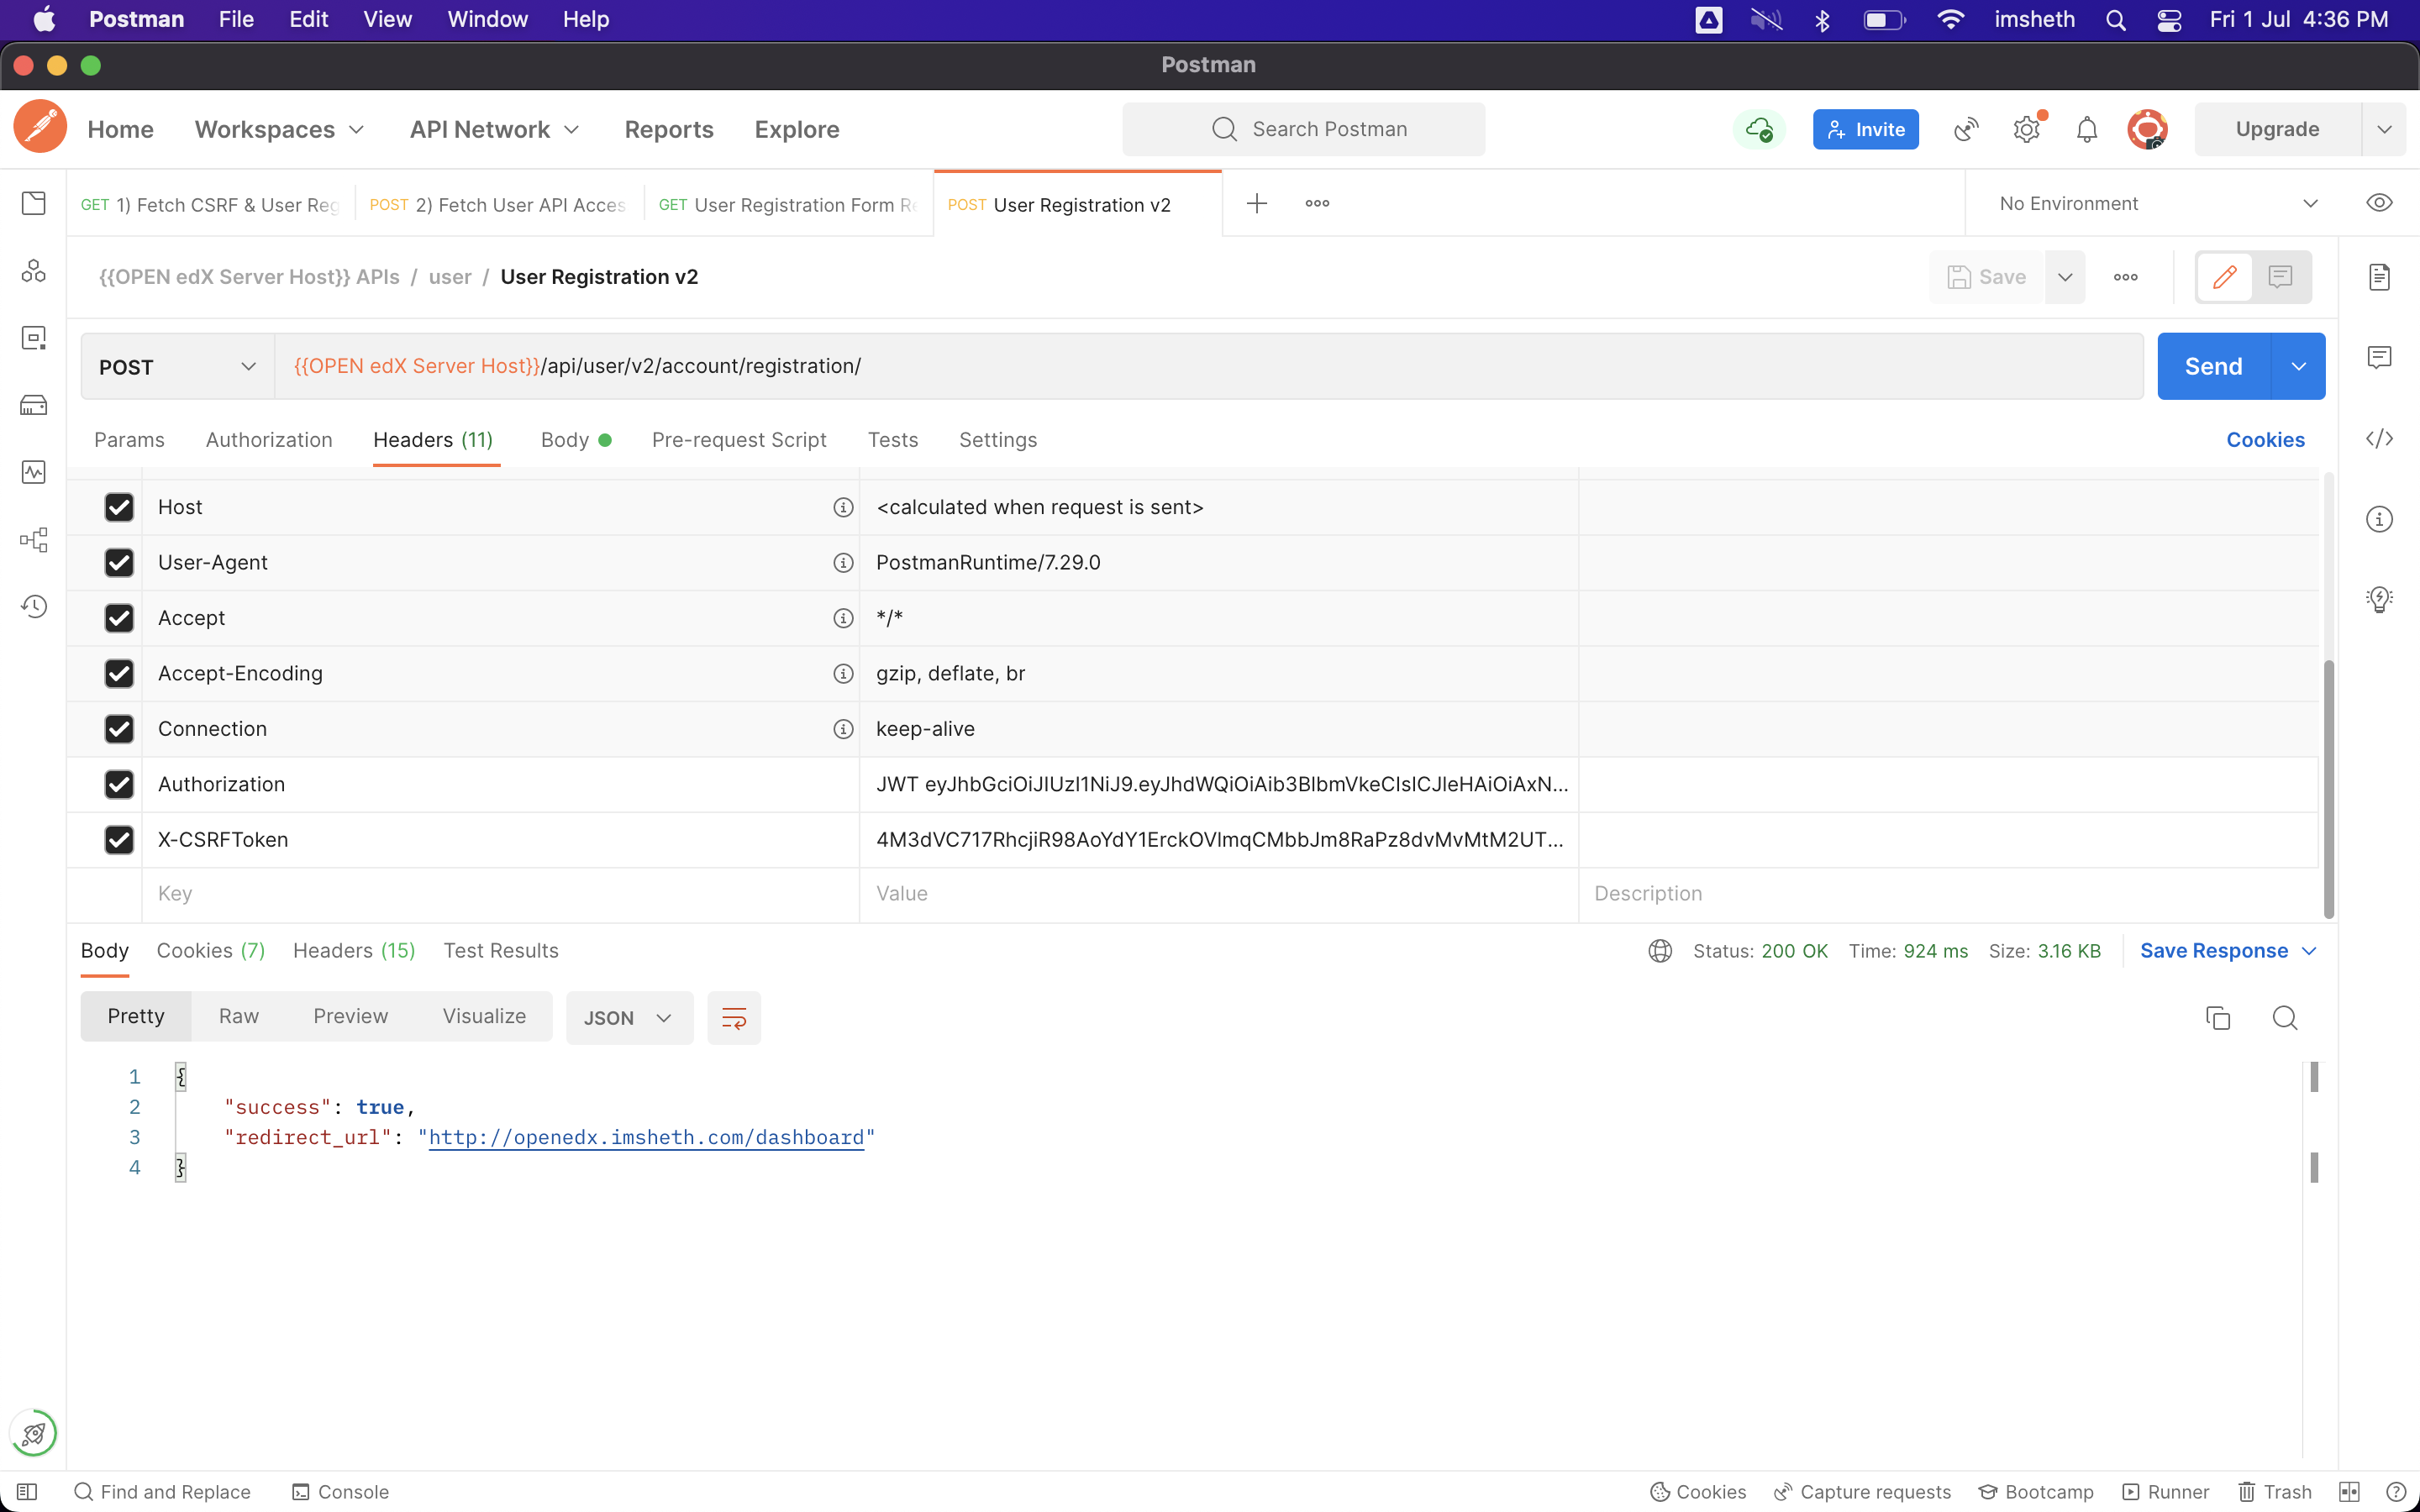 Postman File Edit View Window Help imsheth Fri 1 Jul 4:36 PM
Postman
Home Workspaces API Network Reports Explore Search Postman Invite Upgrade
GET 1) Fetch CSRF & User Reg POST 2) Fetch User API Acces GET User Registration Form Re POST User Registration v2 No Environment
{{OPEN edX Server Host}} APIs / user / User Registration v2 Save
POST {{OPEN edX Server Host}}/api/user/v2/account/registration/ Send
Params Authorization Headers (11) Body Pre-request Script Tests Settings Cookies
Host <calculated when request is sent>
User-Agent PostmanRuntime/7.29.0
Accept */*
Accept-Encoding gzip, deflate, br
Connection keep-alive
Authorization JWT eyJhbGciOiJIUzI1NiJ9.eyJhdWQiOiAib3BlbmVkeCIsICJleHAiOiAxN...
X-CSRFToken 4M3dVC717RhcjiR98AoYdY1ErckOVlmqCMbbJm8RaPz8dvMvMtM2UT...
Key Value Description
Body Cookies (7) Headers (15) Test Results Status: 200 OK Time: 924 ms Size: 3.16 KB Save Response
Pretty Raw Preview Visualize JSON
1 {
2 "success": true,
3 "redirect_url": "http://openedx.imsheth.com/dashboard"
4 }
Find and Replace Console Cookies Capture requests Bootcamp Runner Trash